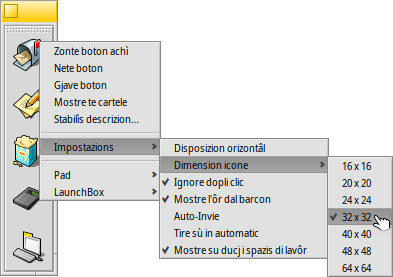 Zonte boton achì
Nete boton
Gjave boton
Mostre te cartele
Stabilìs descrizion...
Impostazions
Pad
LaunchBox
Disposizion orizontâl
Dimension icone
Ignore dopli clic
Mostre l'ôr dal barcon
Auto-Invie
Tire sù in automatic
Mostre su ducj i spazis di lavôr
16 x 16
20 x 20
24 x 24
32 x 32
40 x 40
48 x 48
64 x 64